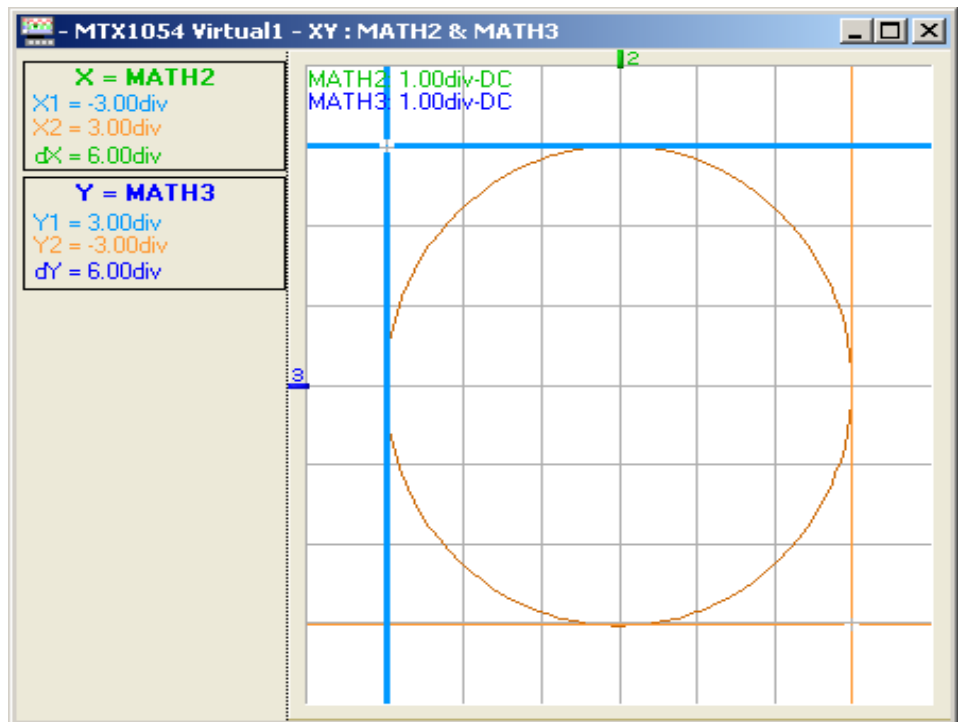 - MTX1054 Virtual1 - XY : MATH2 & MATH3
X = MATH2
X1 = -3.00div
X2 = 3.00div
dX = 6.00div
Y = MATH3
Y1 = 3.00div
Y2 = -3.00div
dY = 6.00div
2
MATH2 1.00div-DC
MATH3 1.00div-DC
3